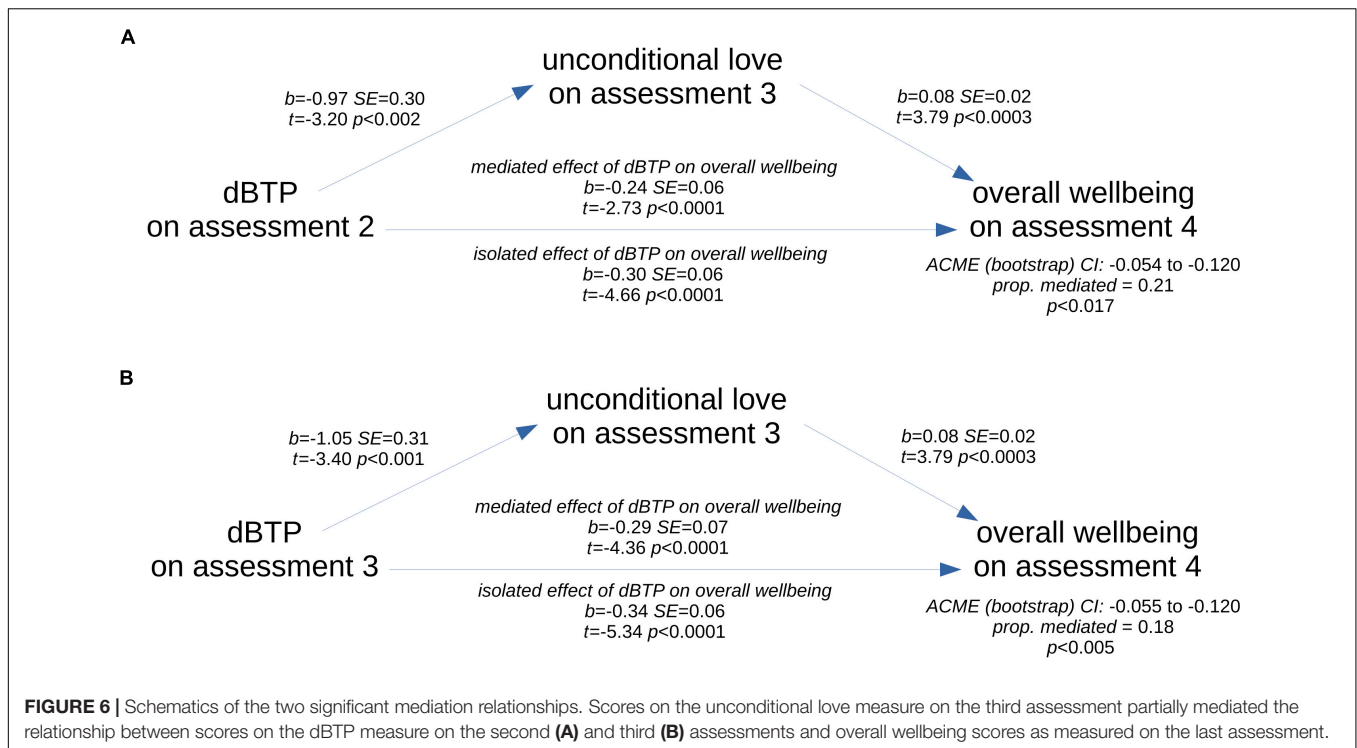 A
unconditional love
on assessment 3
b=-0.97 SE=0.30
t=-3.20 p<0.002
b=0.08 SE=0.02
t=3.79 p<0.0003
mediated effect of dBTP on overall wellbeing
b=-0.24 SE=0.06
t=-2.73 p<0.0001
dBTP
on assessment 2
overall wellbeing
on assessment 4
isolated effect of dBTP on overall wellbeing
b=-0.30 SE=0.06
t=-4.66 p<0.0001
ACME (bootstrap) CI: -0.054 to -0.120
prop. mediated = 0.21
p<0.017
B
unconditional love
on assessment 3
b=-1.05 SE=0.31
t=-3.40 p<0.001
b=0.08 SE=0.02
t=3.79 p<0.0003
mediated effect of dBTP on overall wellbeing
b=-0.29 SE=0.07
t=-4.36 p<0.0001
dBTP
on assessment 3
overall wellbeing
on assessment 4
isolated effect of dBTP on overall wellbeing
b=-0.34 SE=0.06
t=-5.34 p<0.0001
ACME (bootstrap) CI: -0.055 to -0.120
prop. mediated = 0.18
p<0.005
FIGURE 6 | Schematics of the two significant mediation relationships. Scores on the unconditional love measure on the third assessment partially mediated the
relationship between scores on the dBTP measure on the second (A) and third (B) assessments and overall wellbeing scores as measured on the last assessment.